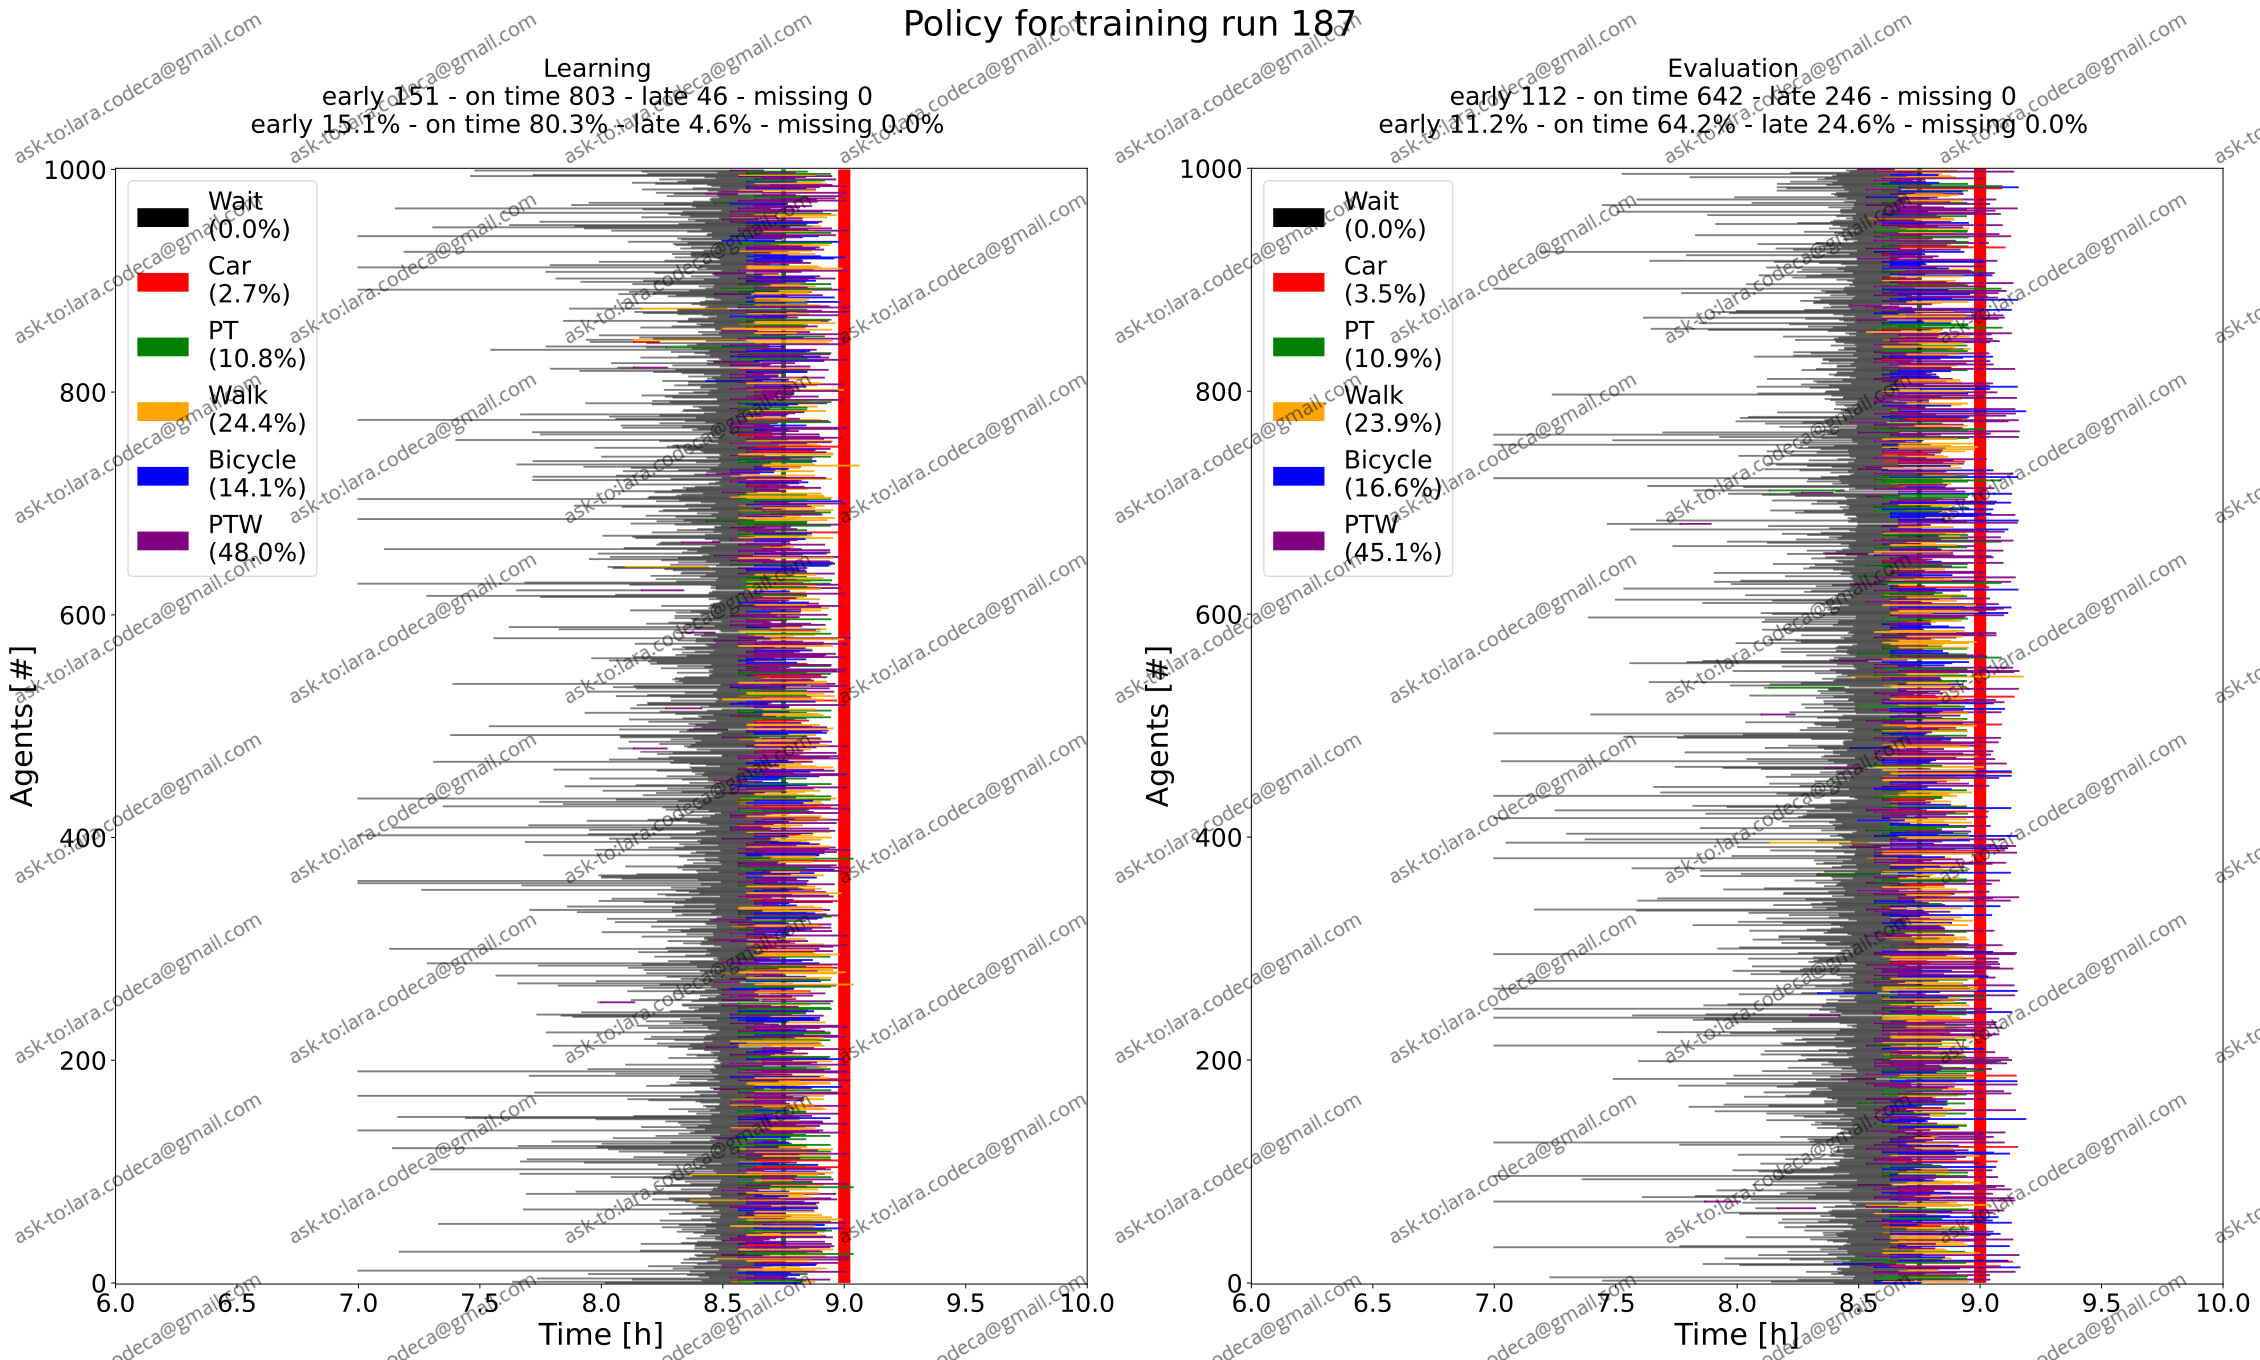 Policy for training run 187
Learning
early 151 - on time 803 - late 46 - missing 0
early 15.1% - on time 80.3% - late 4.6% - missing 0.0%
1000
800
600
400
200
0
Agents [#]
Wait
(0.0%)
Car
(2.7%)
PT
(10.8%)
Walk
(24.4%)
Bicycle
(14.1%)
PTW
(48.0%)
6.0 6.5 7.0 7.5 8.0 8.5 9.0 9.5 10.0
Time [h]
Evaluation
early 112 - on time 642 - late 246 - missing 0
early 11.2% - on time 64.2% - late 24.6% - missing 0.0%
1000
800
600
400
200
0
Agents [#]
Wait
(0.0%)
Car
(3.5%)
PT
(10.9%)
Walk
(23.9%)
Bicycle
(16.6%)
PTW
(45.1%)
6.0 6.5 7.0 7.5 8.0 8.5 9.0 9.5 10.0
Time [h]
ask-to:lara.codeca@gmail.com